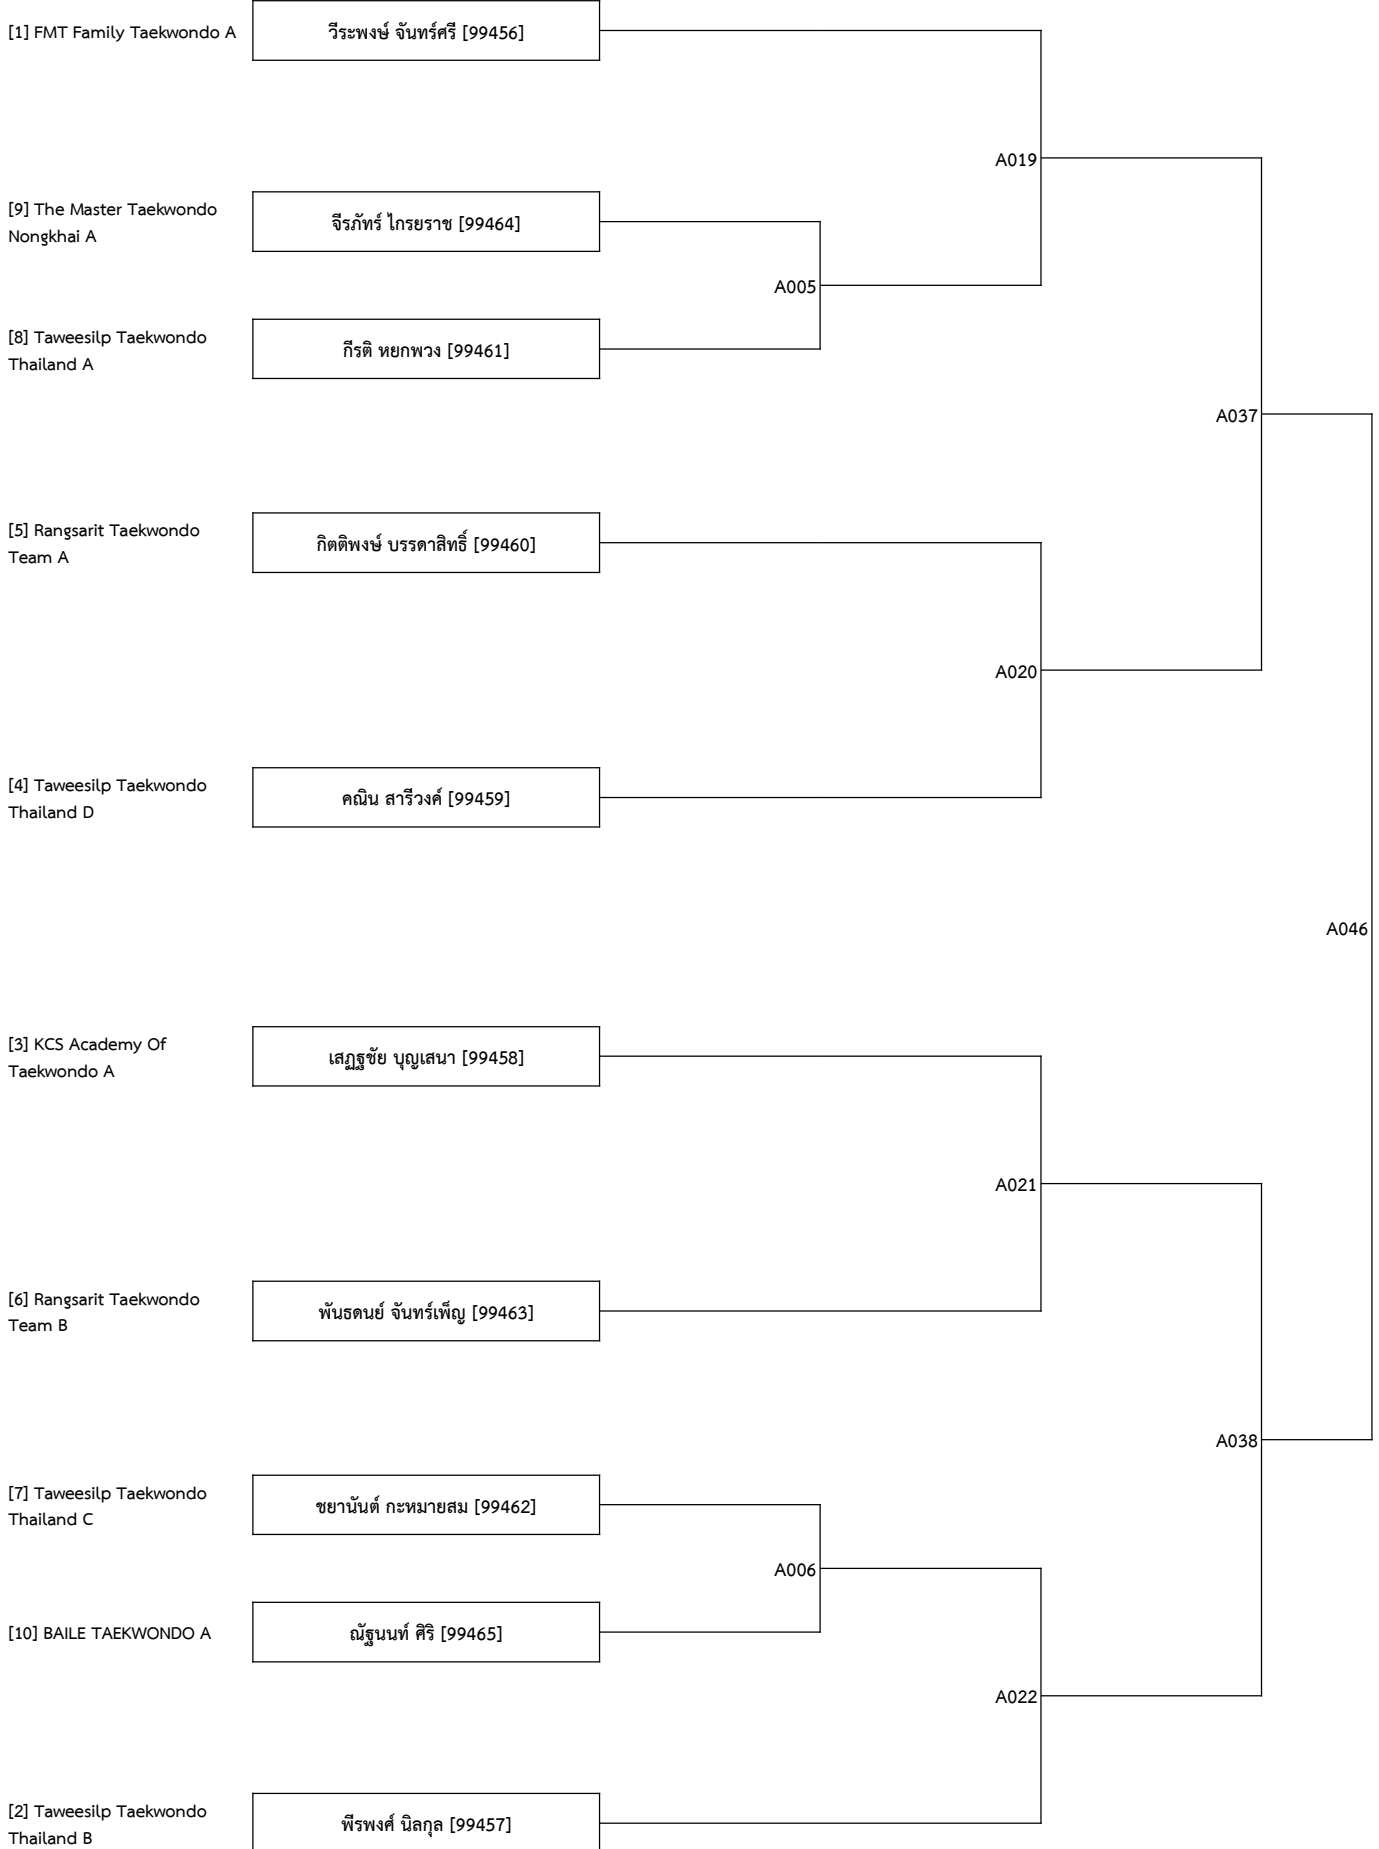 [1] FMT Family Taekwondo A
วีระพงษ์ จันทร์ศรี [99456]
A019
[9] The Master Taekwondo
Nongkhai A
จีรภัทร์ ไกรยราช [99464]
A005
[8] Taweesilp Taekwondo
Thailand A
กีรติ หยกพวง [99461]
A037
[5] Rangsarit Taekwondo
Team A
กิตติพงษ์ บรรดาสิทธิ์ [99460]
A020
[4] Taweesilp Taekwondo
Thailand D
คณิน สารีวงค์ [99459]
A046
[3] KCS Academy Of
Taekwondo A
เสฏฐชัย บุญเสนา [99458]
A021
[6] Rangsarit Taekwondo
Team B
พันธดนย์ จันทร์เพ็ญ [99463]
A038
[7] Taweesilp Taekwondo
Thailand C
ชยานันต์ กะหมายสม [99462]
A006
[10] BAILE TAEKWONDO A
ณัฐนนท์ ศิริ [99465]
A022
[2] Taweesilp Taekwondo
Thailand B
พีรพงศ์ นิลกุล [99457]